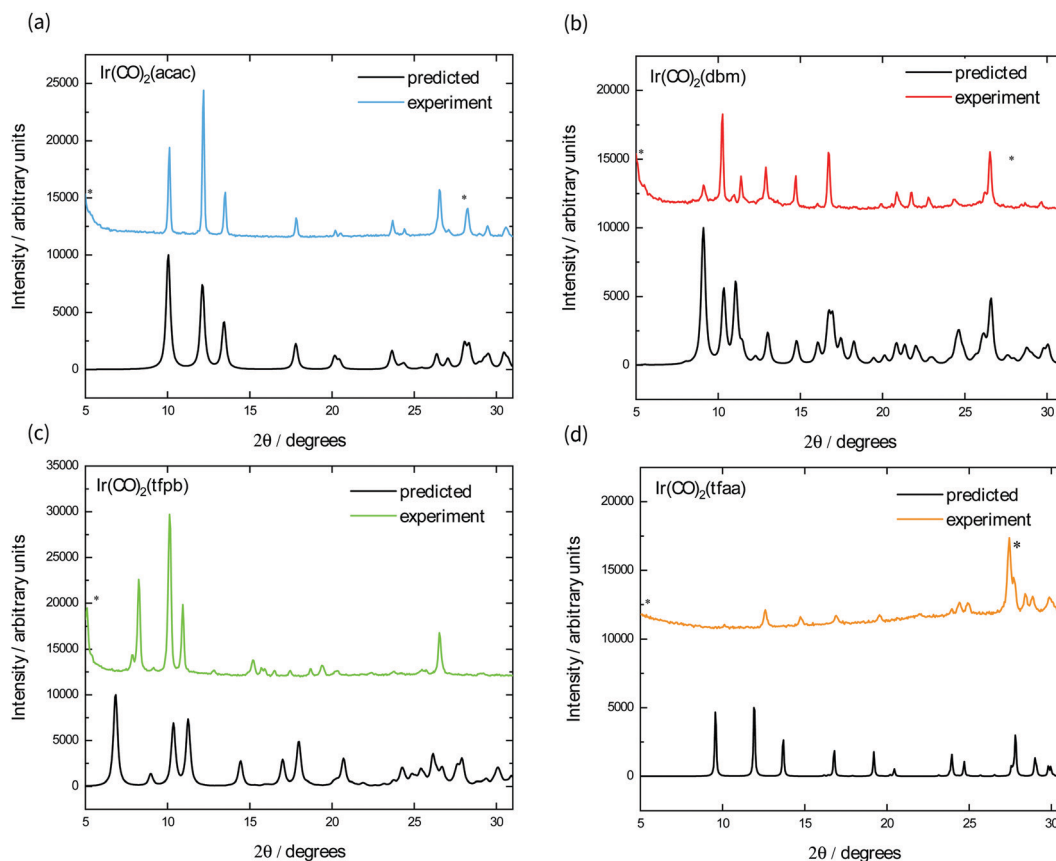 (a)
Ir(CO)₂(acac)
predicted
experiment
25000
20000
15000
10000
5000
0
Intensity / arbitrary units
5 10 15 20 25 30
2θ / degrees
(b)
Ir(CO)₂(dbm)
predicted
experiment
20000
15000
10000
5000
0
Intensity / arbitrary units
5 10 15 20 25 30
2θ / degrees
(c)
Ir(CO)₂(tfpb)
predicted
experiment
35000
30000
25000
20000
15000
10000
5000
0
Intensity / arbitrary units
5 10 15 20 25 30
2θ / degrees
(d)
Ir(CO)₂(tfaa)
predicted
experiment
20000
15000
10000
5000
0
Intensity / arbitrary units
5 10 15 20 25 30
2θ / degrees